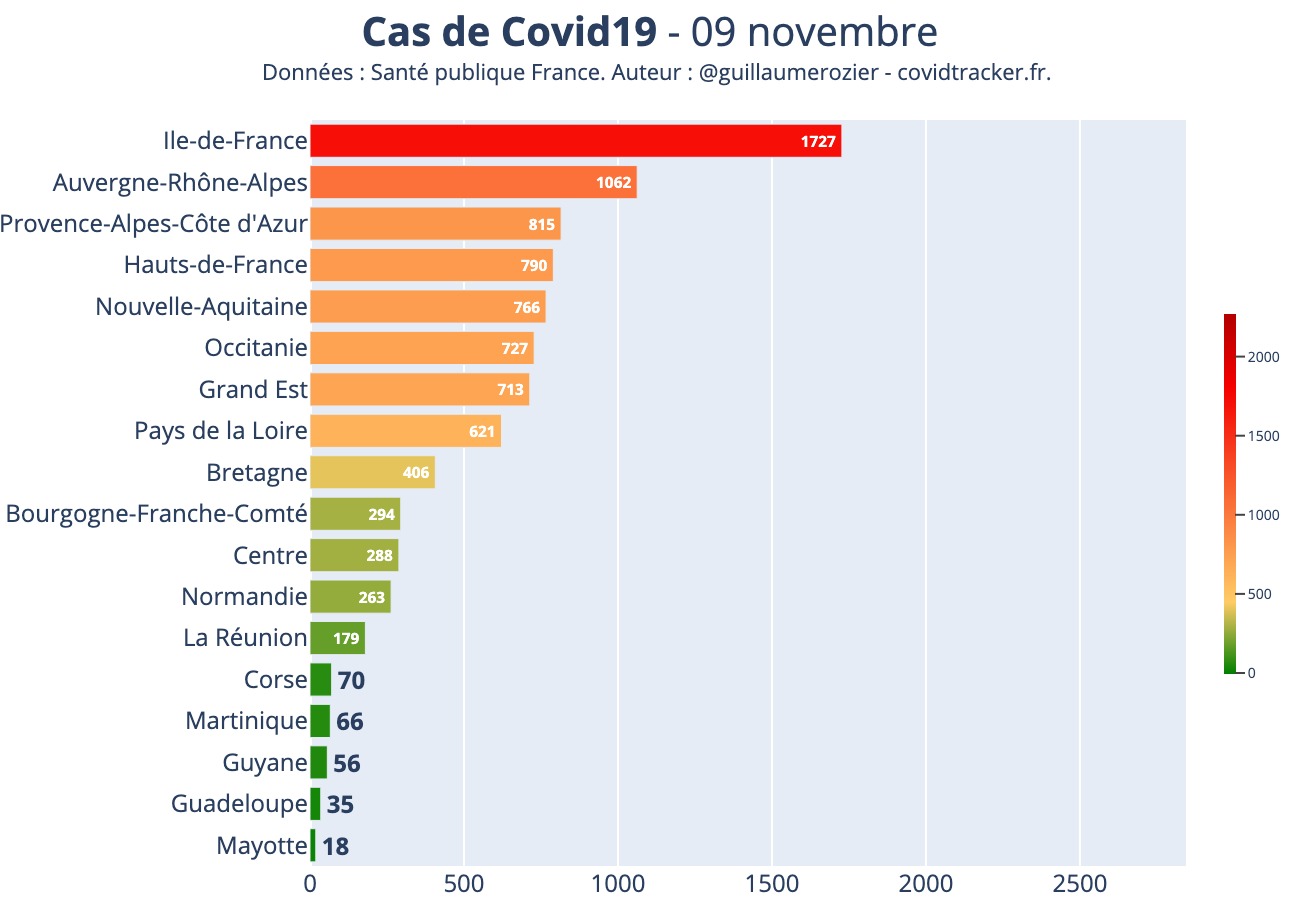 Cas de Covid19 - 09 novembre
Données : Santé publique France. Auteur : @guillaumerozier - covidtracker.fr.
Ile-de-France 1727
Auvergne-Rhône-Alpes 1062
Provence-Alpes-Côte d'Azur 815
Hauts-de-France 790
Nouvelle-Aquitaine 766
Occitanie 727
Grand Est 713
Pays de la Loire 621
Bretagne 406
Bourgogne-Franche-Comté 294
Centre 288
Normandie 263
La Réunion 179
Corse 70
Martinique 66
Guyane 56
Guadeloupe 35
Mayotte 18
0 500 1000 1500 2000 2500
2000
1500
1000
500
0